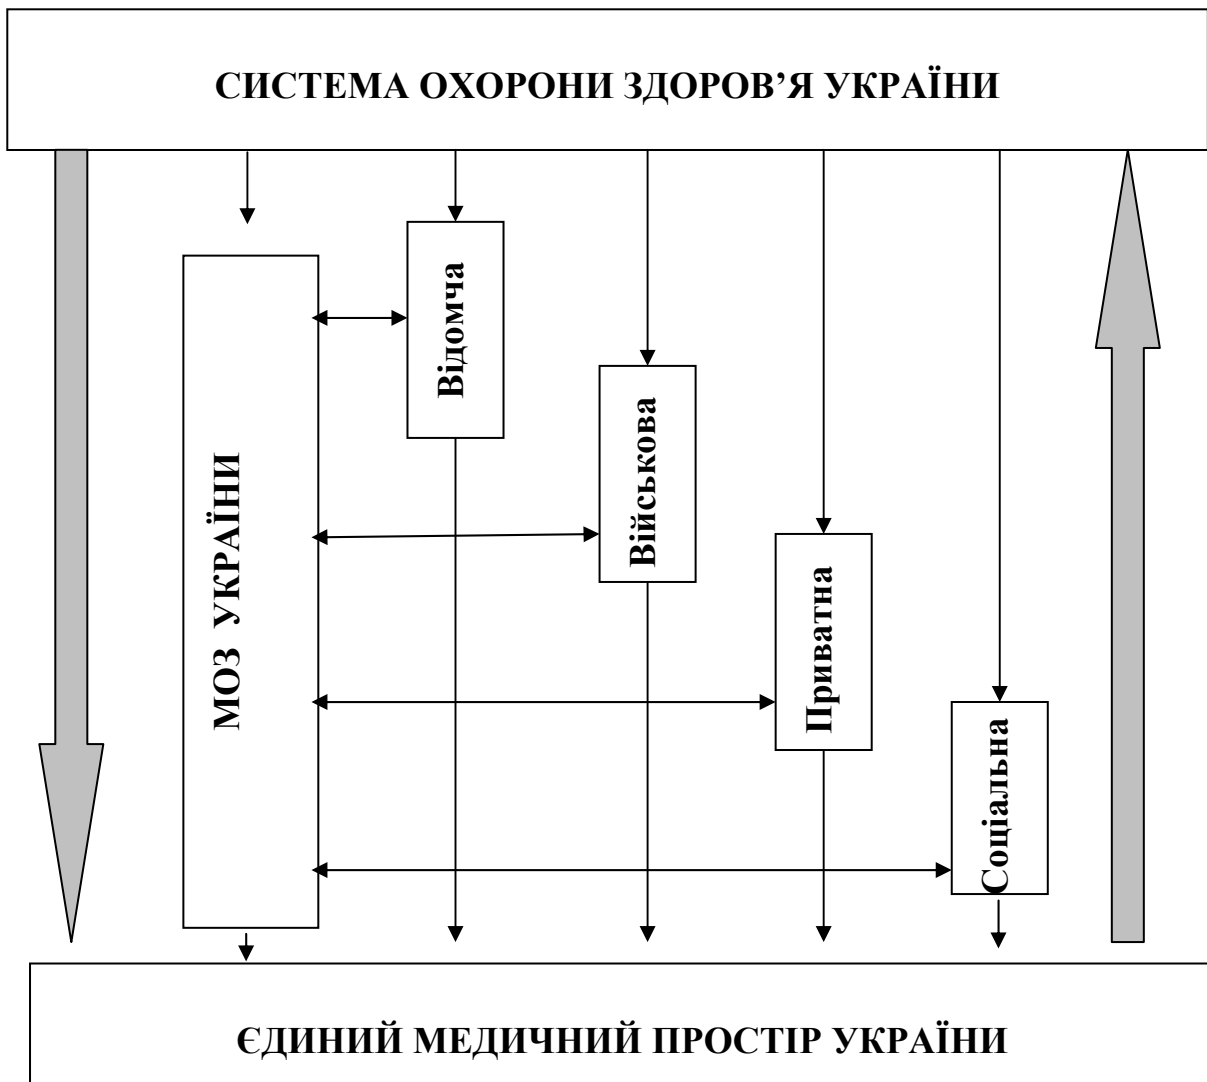 СИСТЕМА ОХОРОНИ ЗДОРОВ’Я УКРАЇНИ
МОЗ УКРАЇНИ
Відомча
Військова
Приватна
Соціальна
ЄДИНИЙ МЕДИЧНИЙ ПРОСТІР УКРАЇНИ